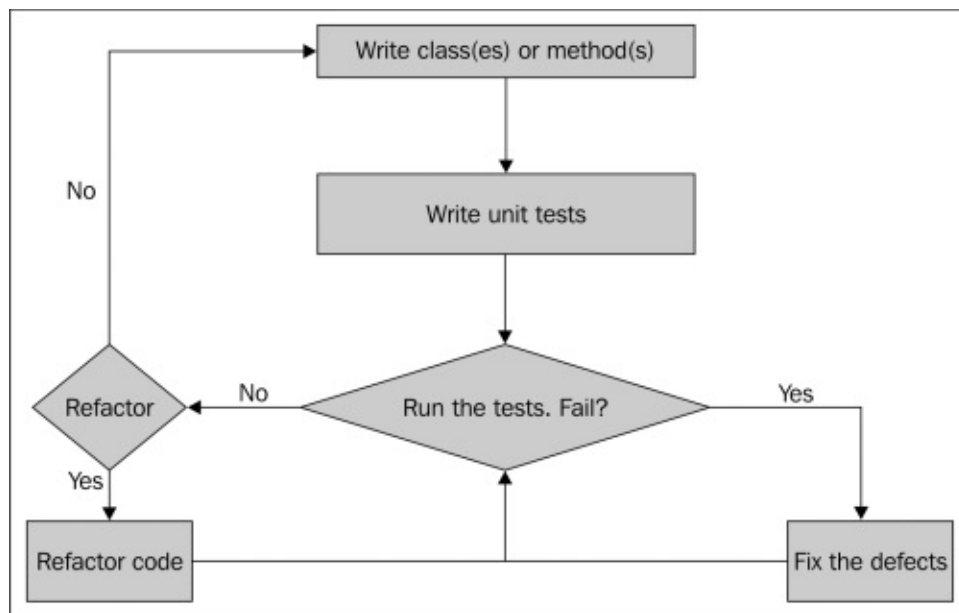 Write class(es) or method(s)
No
Write unit tests
Refactor
No
Run the tests. Fail?
Yes
Yes
Refactor code
Fix the defects